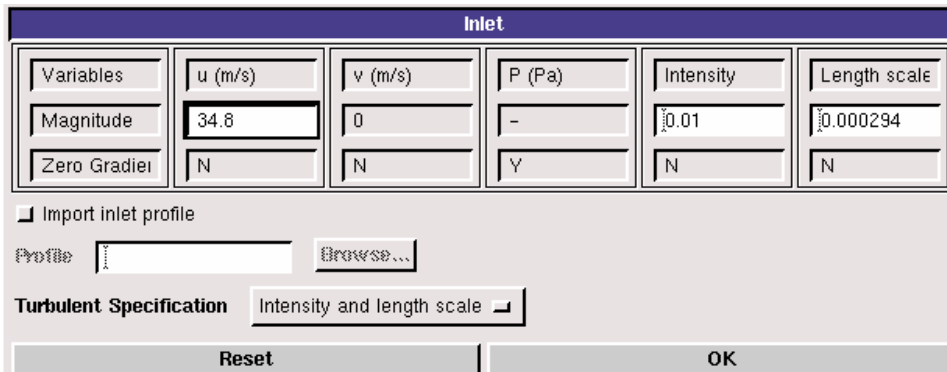 Inlet
Variables u (m/s) v (m/s) P (Pa) Intensity Length scale
Magnitude 34.8 0 – 0.01 0.000294
Zero Gradier N N Y N N
Import inlet profile
Profile Browse...
Turbulent Specification Intensity and length scale
Reset OK